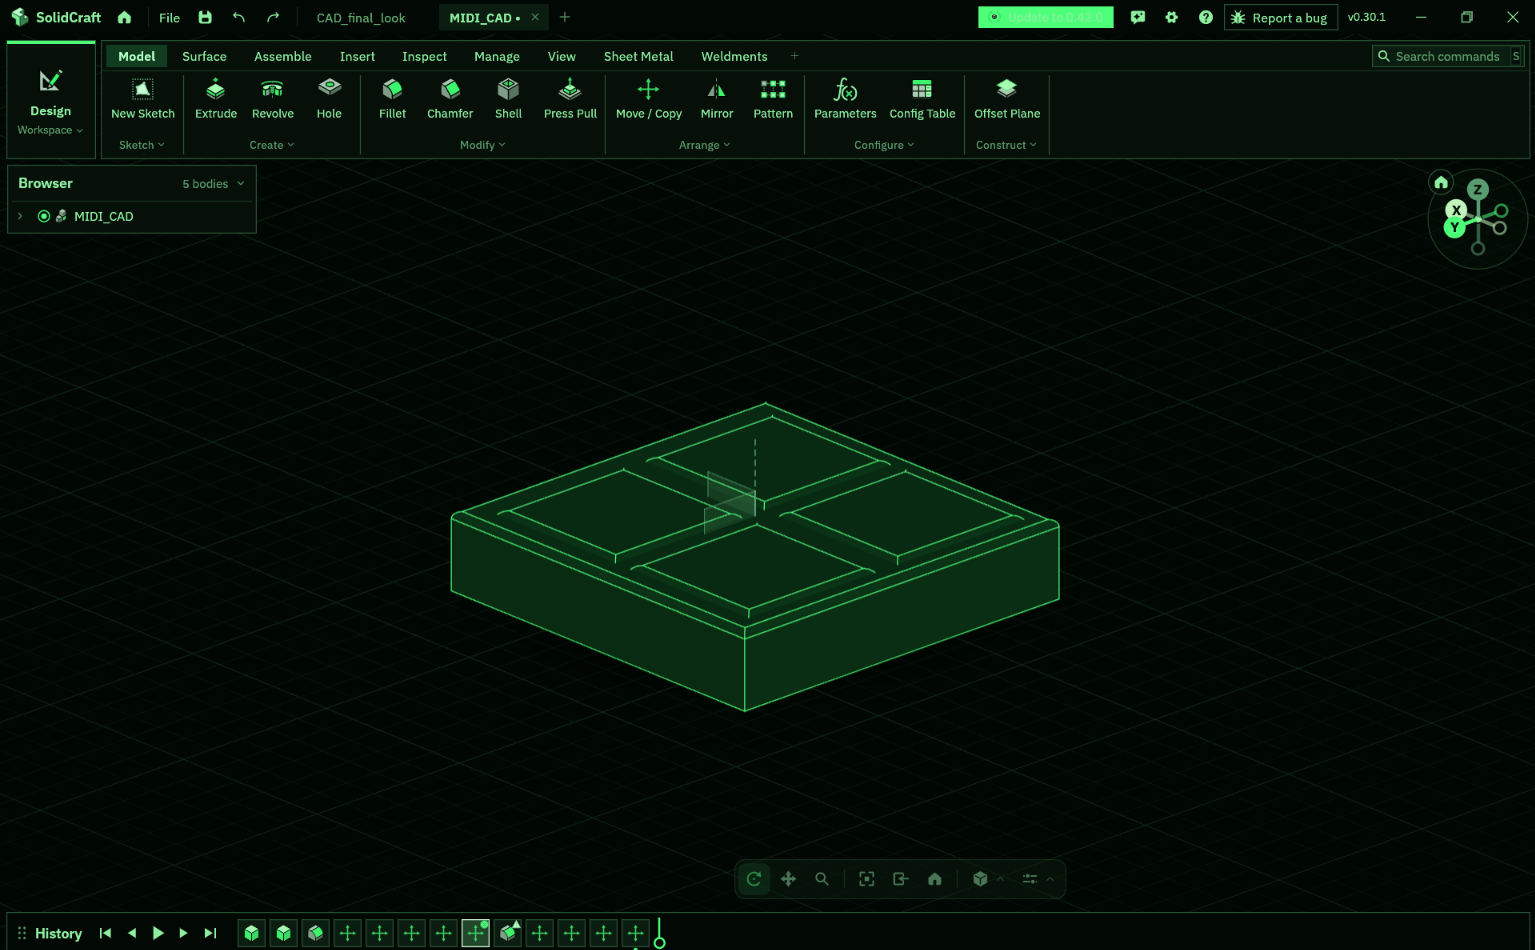 SolidCraft
File
CAD_final_look
MIDI_CAD •
Update to 0.42.0
Report a bug
v0.30.1
Design
Workspace
Model
Surface
Assemble
Insert
Inspect
Manage
View
Sheet Metal
Weldments
Search commands
S
New Sketch
Extrude
Revolve
Hole
Fillet
Chamfer
Shell
Press Pull
Move / Copy
Mirror
Pattern
Parameters
Config Table
Offset Plane
Sketch
Create
Modify
Arrange
Configure
Construct
Browser
5 bodies
MIDI_CAD
Z
X
Y
History